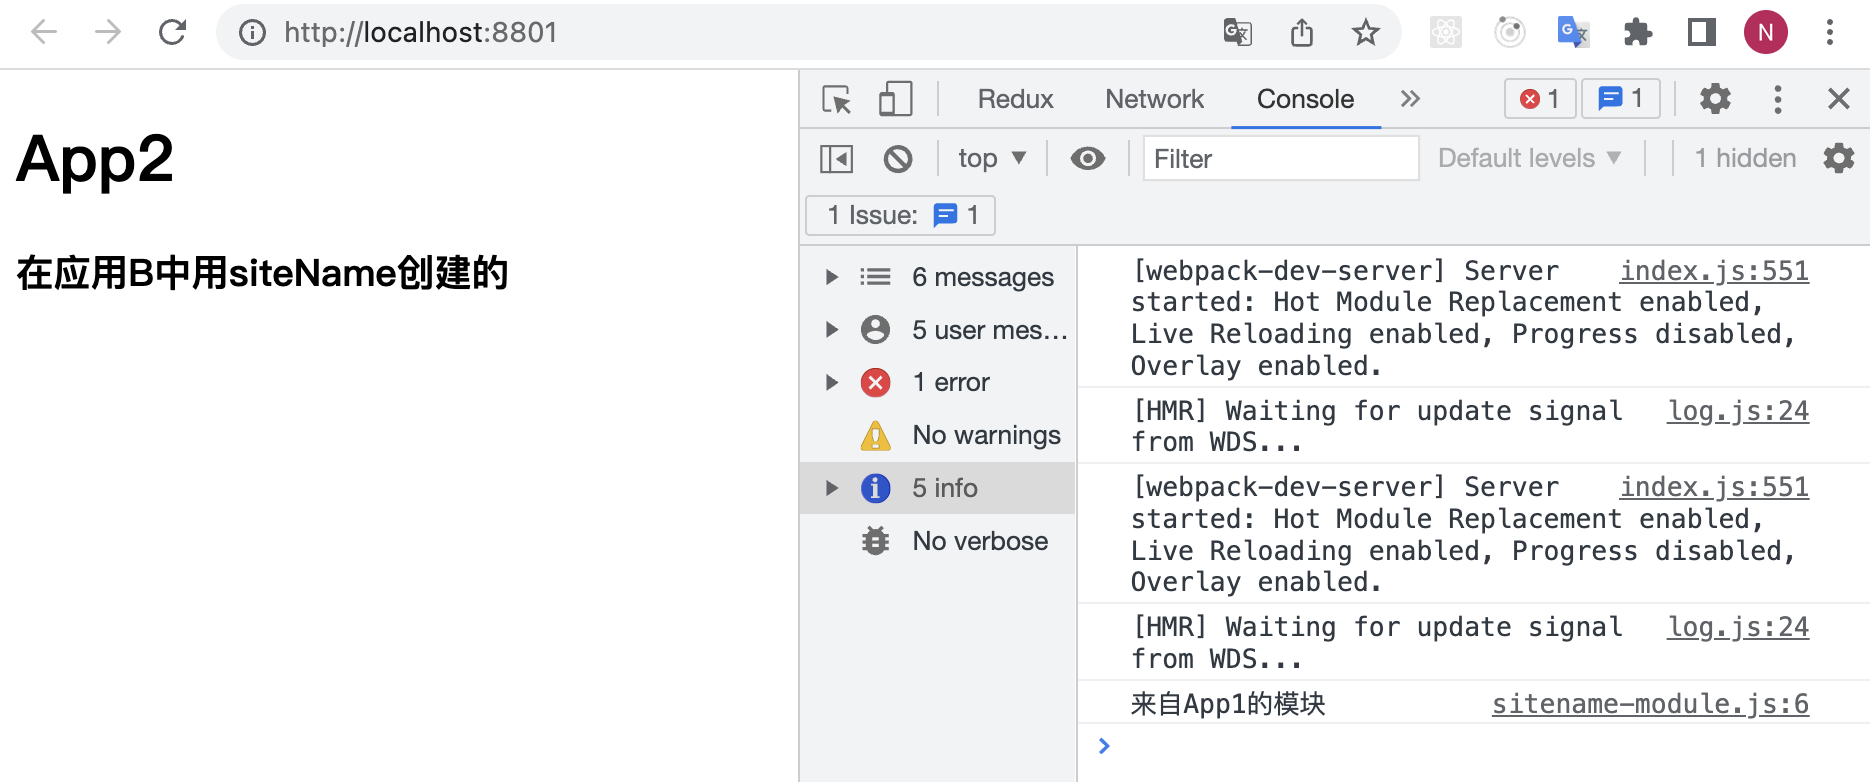 http://localhost:8801
N
Redux Network Console 1 1
top Filter Default levels 1 hidden
1 Issue: 1
App2
在应用B中用siteName创建的
6 messages
5 user mes...
1 error
No warnings
5 info
No verbose
[webpack-dev-server] Server index.js:551
started: Hot Module Replacement enabled,
Live Reloading enabled, Progress disabled,
Overlay enabled.
[HMR] Waiting for update signal log.js:24
from WDS...
[webpack-dev-server] Server index.js:551
started: Hot Module Replacement enabled,
Live Reloading enabled, Progress disabled,
Overlay enabled.
[HMR] Waiting for update signal log.js:24
from WDS...
来自App1的模块 sitename-module.js:6